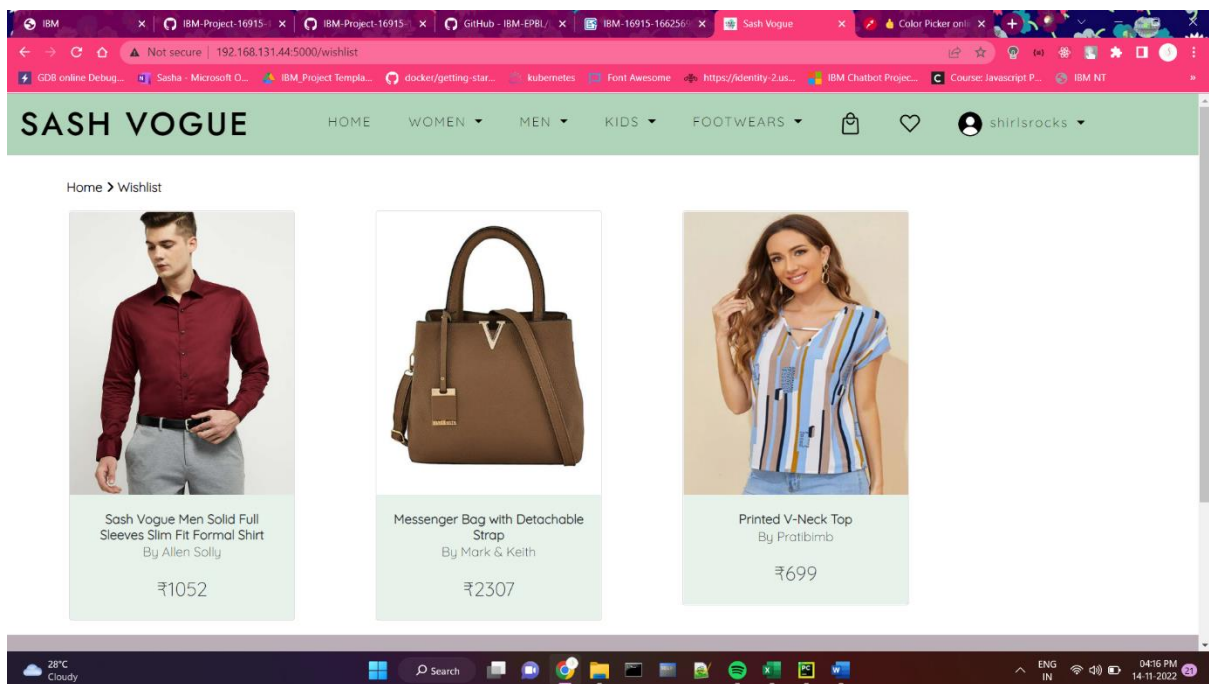 IBM
IBM-Project-16915-1
IBM-Project-16915-1
GitHub - IBM-EPBL/
IBM-16915-166256
Sash Vogue
Color Picker onli
Not secure | 192.168.131.44:5000/wishlist
GDB online Debug...
Sasha - Microsoft O...
IBM_Project Templa...
docker/getting-star...
kubernetes
Font Awesome
https://identity-2.us...
IBM Chatbot Projec...
Course: Javascript P...
IBM NT
SASH VOGUE
HOME
WOMEN
MEN
KIDS
FOOTWEARS
shirlsrocks
Home > Wishlist
Sash Vogue Men Solid Full
Sleeves Slim Fit Formal Shirt
By Allen Solly
₹1052
Messenger Bag with Detachable
Strap
By Mark & Keith
₹2307
Printed V-Neck Top
By Pratibimb
₹699
28°C
Cloudy
Search
ENG
IN
04:16 PM
14-11-2022
21